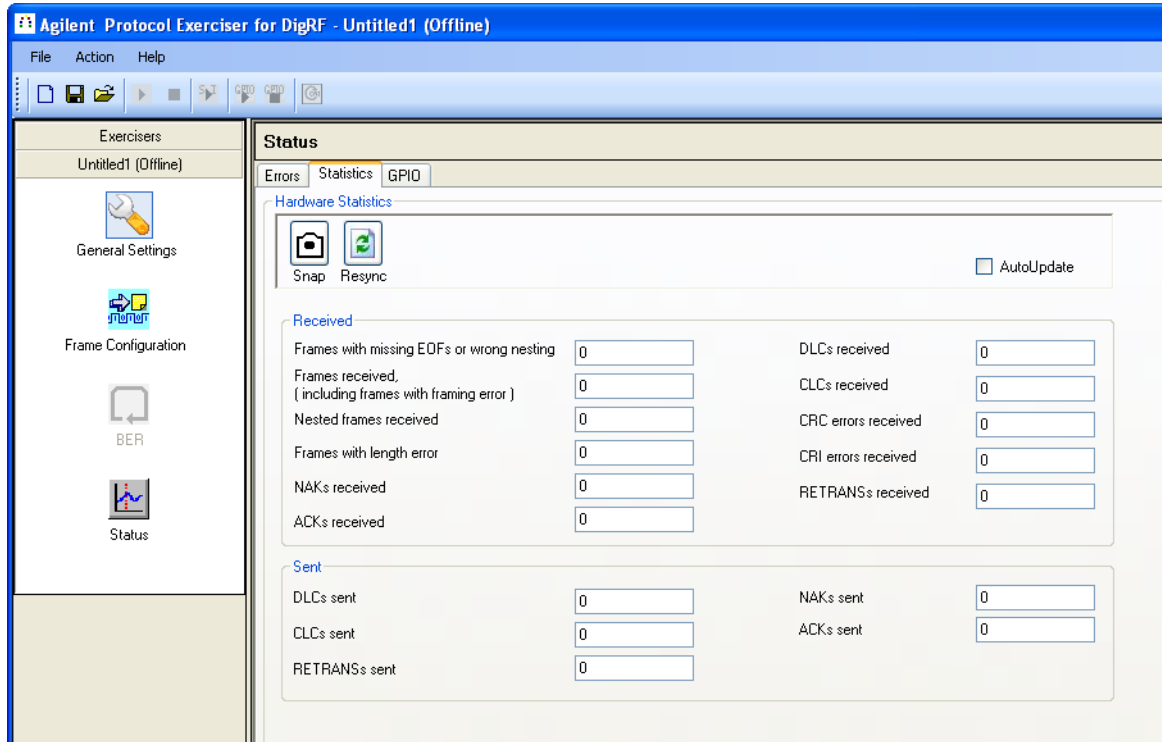 Agilent Protocol Exerciser for DigRF - Untitled1 (Offline)
File Action Help
S&T GPIO GPIO
Exercisers
Untitled1 (Offline)
General Settings
Frame Configuration
BER
Status
Status
Errors Statistics GPIO
Hardware Statistics
Snap Resync
AutoUpdate
Received
Frames with missing EOFs or wrong nesting 0
Frames received,
( including frames with framing error ) 0
Nested frames received 0
Frames with length error 0
NAKs received 0
ACKs received 0
DLCs received 0
CLCs received 0
CRC errors received 0
CRI errors received 0
RETRANSs received 0
Sent
DLCs sent 0
CLCs sent 0
RETRANSs sent 0
NAKs sent 0
ACKs sent 0